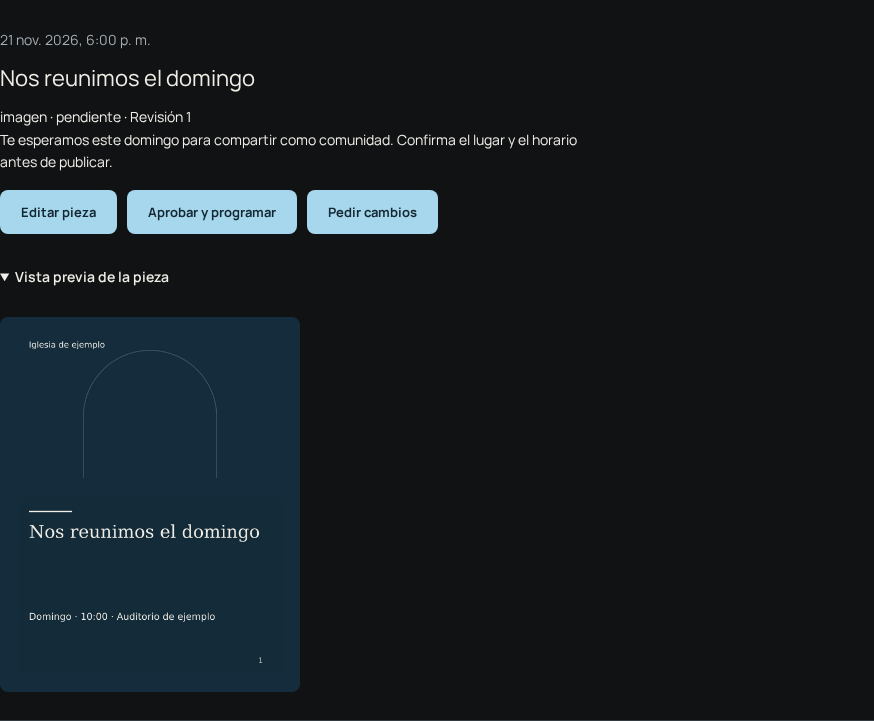 21 nov. 2026, 6:00 p. m.
Nos reunimos el domingo
imagen · pendiente · Revisión 1
Te esperamos este domingo para compartir como comunidad. Confirma el lugar y el horario
antes de publicar.
Editar pieza
Aprobar y programar
Pedir cambios
▼ Vista previa de la pieza
Iglesia de ejemplo
Nos reunimos el domingo
Domingo · 10:00 · Auditorio de ejemplo
1